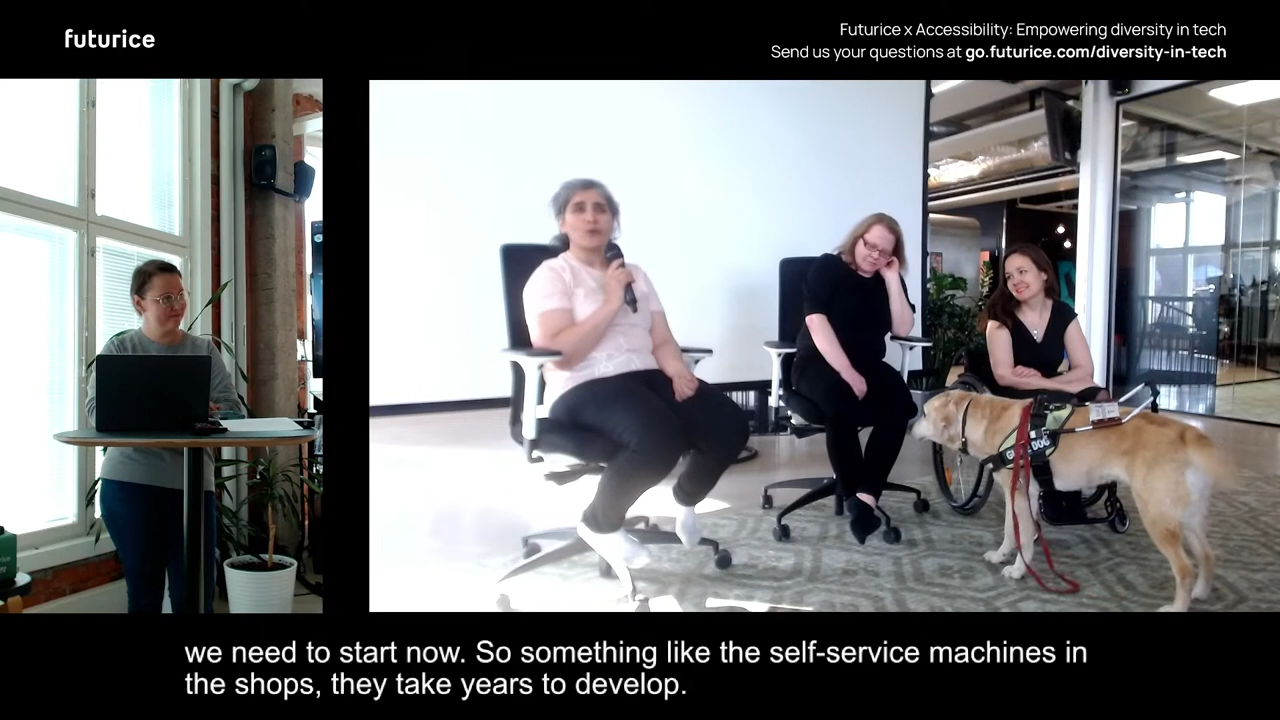 futurice
Futurice x Accessibility: Empowering diversity in tech
Send us your questions at go.futurice.com/diversity-in-tech
GUIDE DOG
we need to start now. So something like the self-service machines in
the shops, they take years to develop.